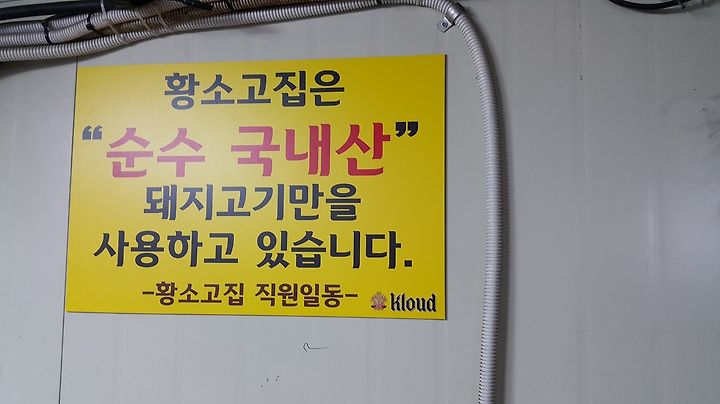 황소고집은
“순수 국내산”
돼지고기만을
사용하고 있습니다.
-황소고집 직원일동-
kloud